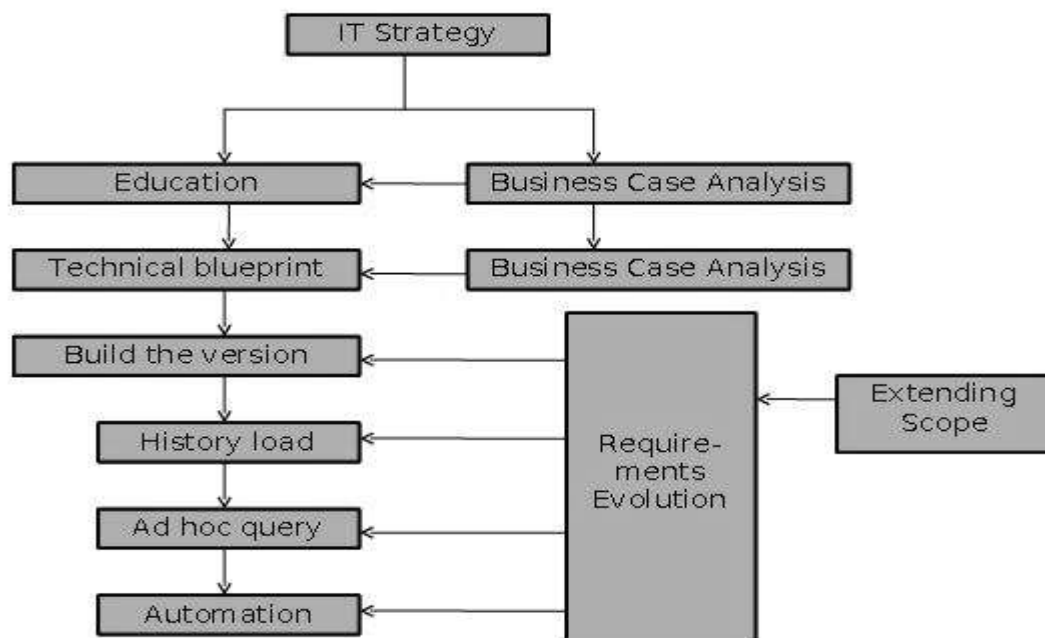 IT Strategy
Education
Business Case Analysis
Technical blueprint
Business Case Analysis
Build the version
History load
Ad hoc query
Automation
Require-
ments
Evolution
Extending
Scope